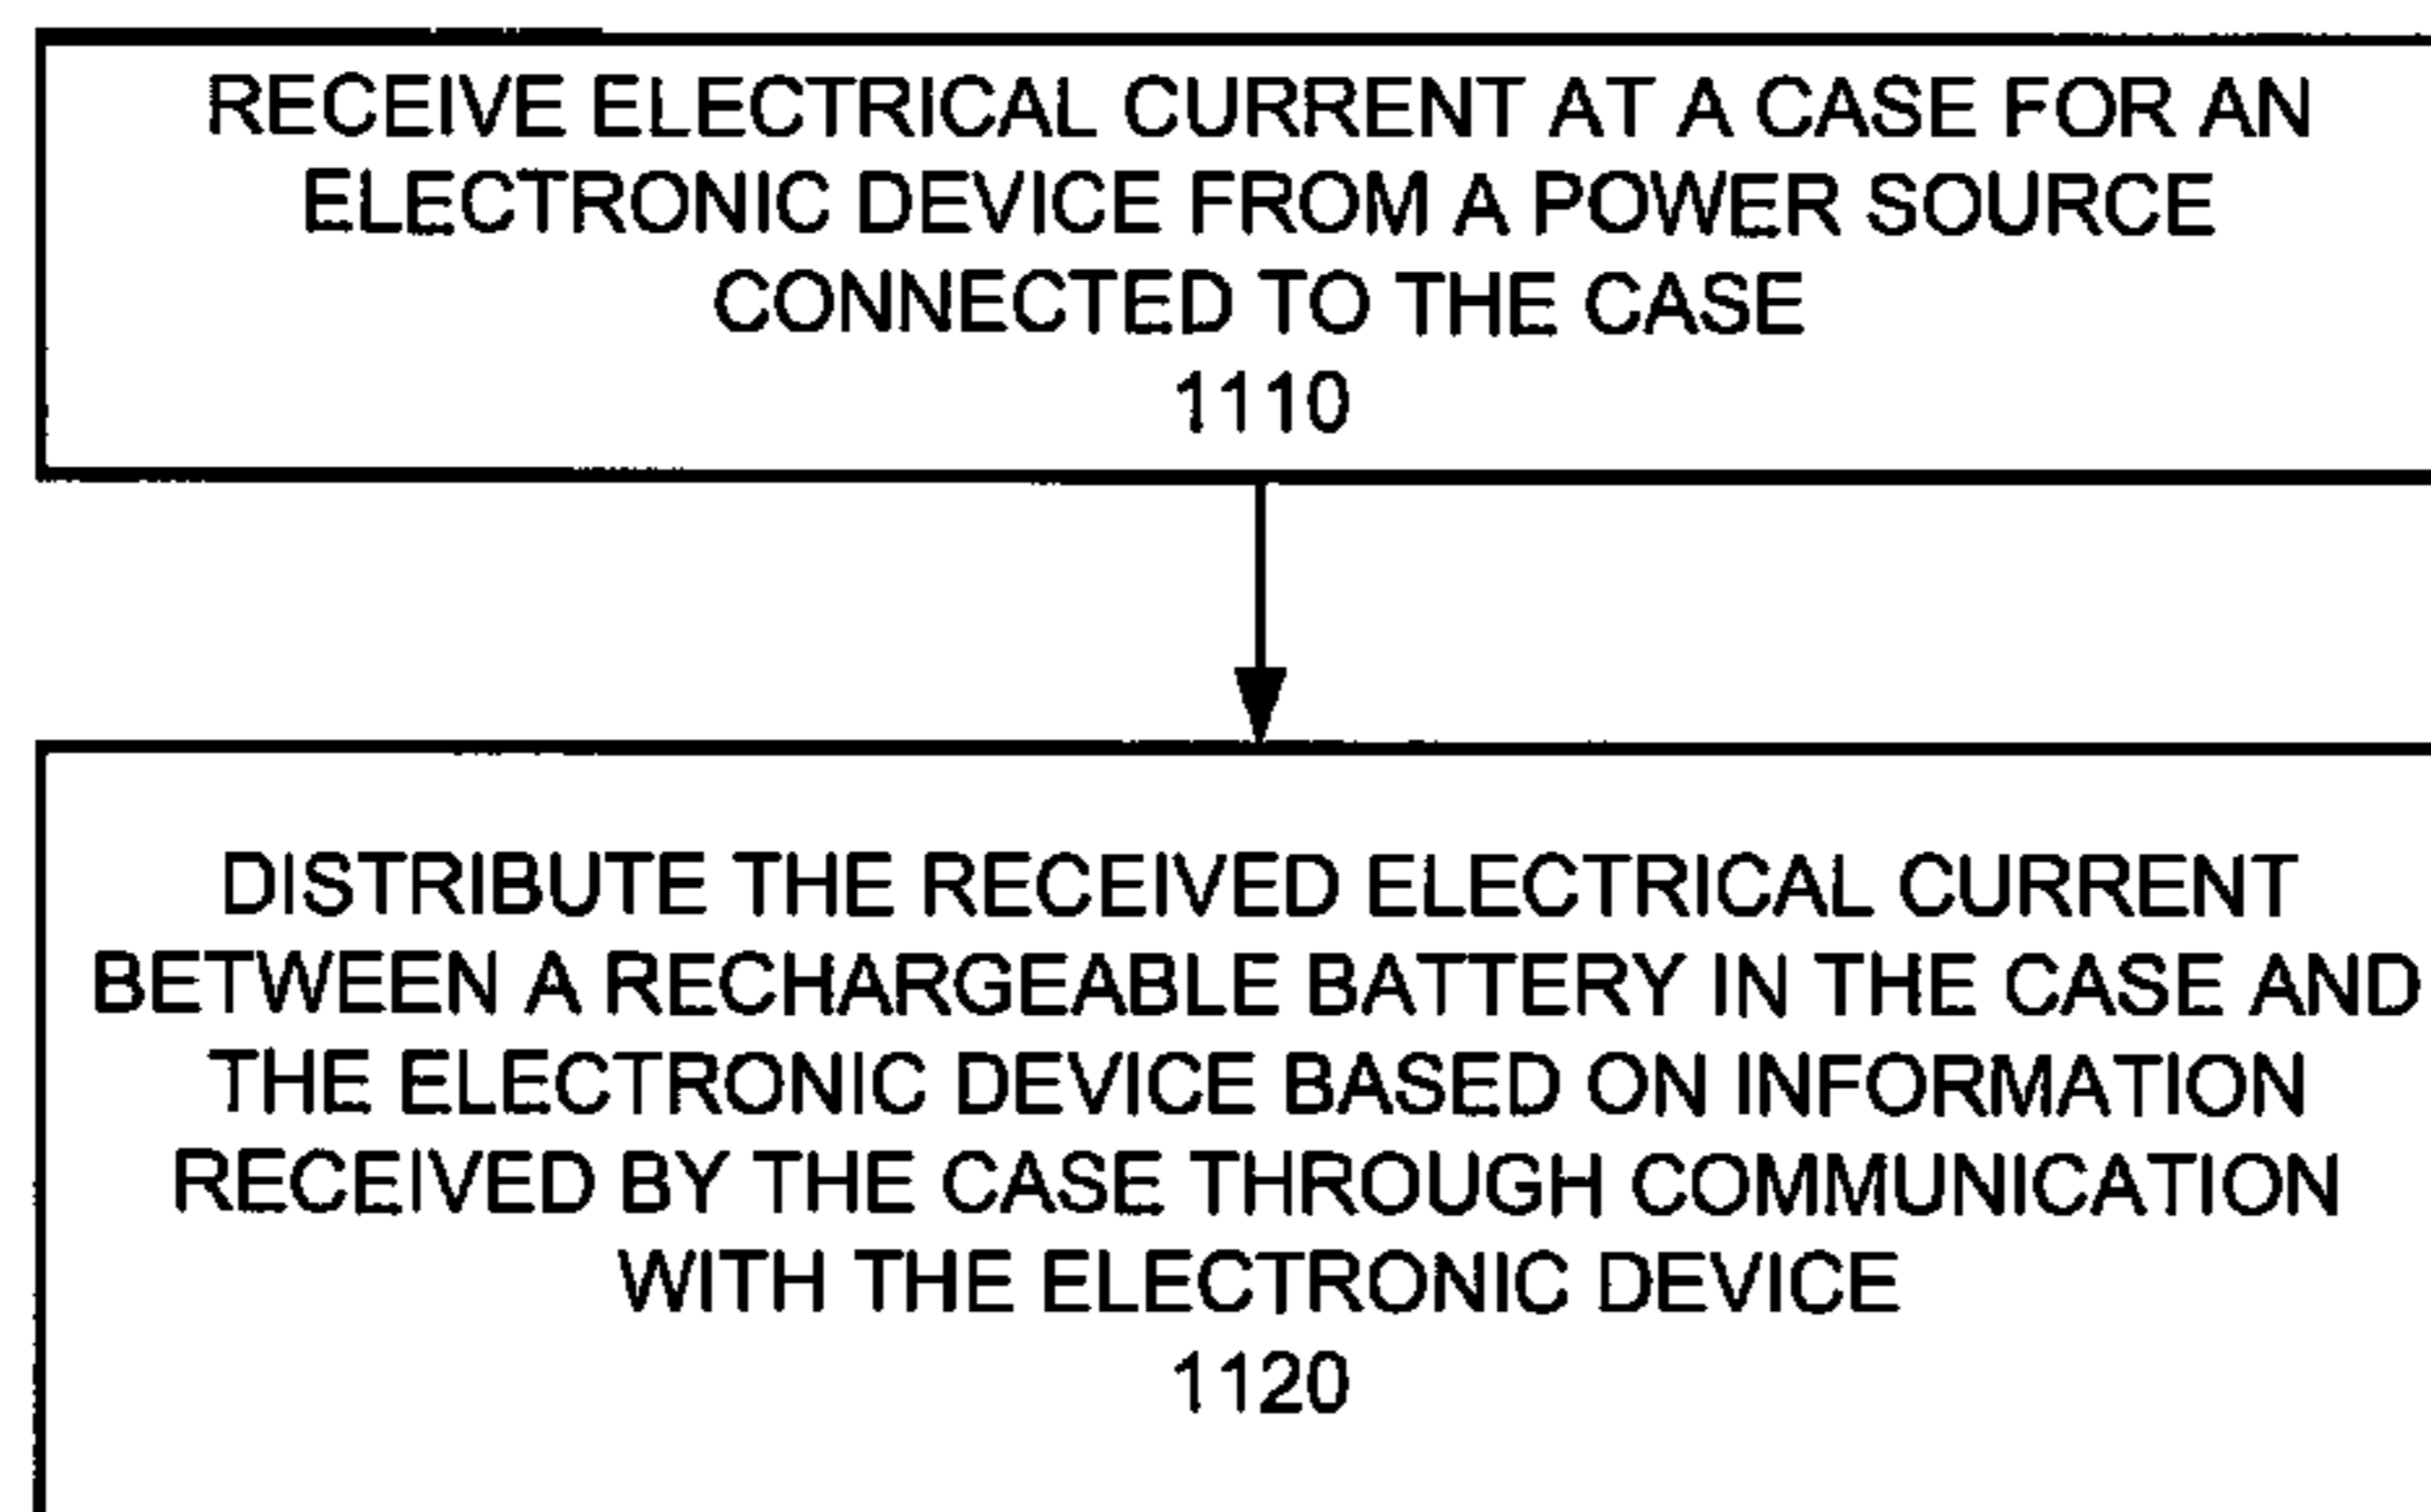 RECEIVE ELECTRICAL CURRENT AT A CASE FOR AN
ELECTRONIC DEVICE FROM A POWER SOURCE
CONNECTED TO THE CASE
1110
DISTRIBUTE THE RECEIVED ELECTRICAL CURRENT
BETWEEN A RECHARGEABLE BATTERY IN THE CASE AND
THE ELECTRONIC DEVICE BASED ON INFORMATION
RECEIVED BY THE CASE THROUGH COMMUNICATION
WITH THE ELECTRONIC DEVICE
1120